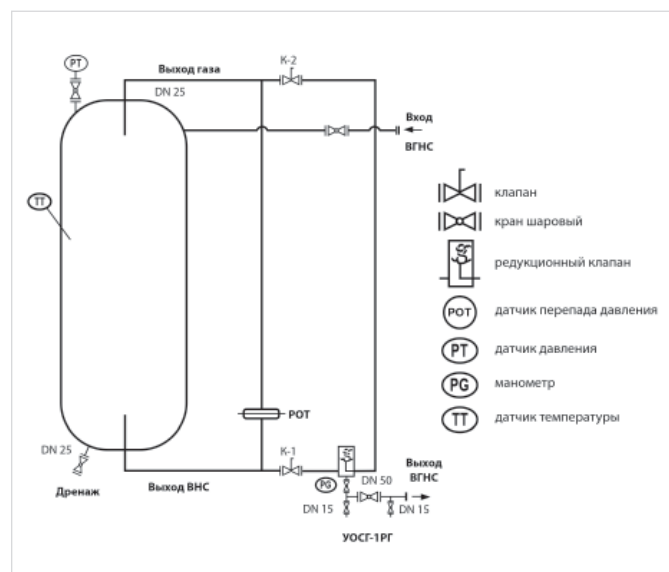 PT
К-2
Выход газа
DN 25
Вход
ВГНС
TT
клапан
кран шаровый
редукционный клапан
POT
датчик перепада давления
PT
датчик давления
PG
манометр
TT
датчик температуры
POT
DN 25
К-1
Выход
ВГНС
Дренаж
Выход ВНС
PG
DN 50
DN 15
DN 15
УОСГ-1РГ